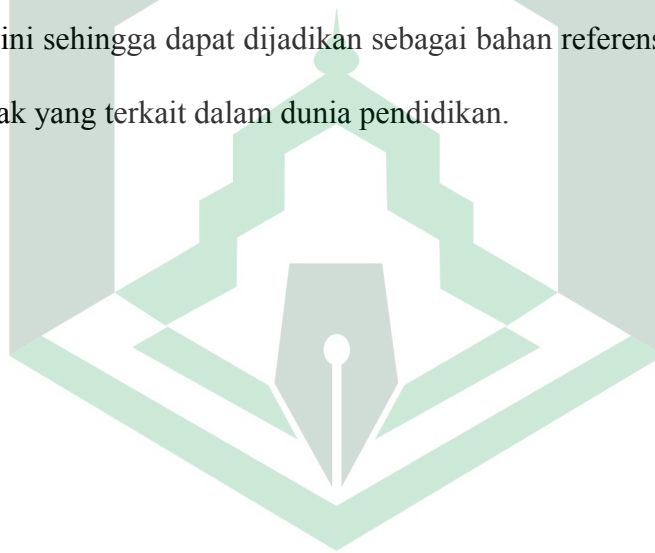 ini sehingga dapat dijadikan sebagai bahan referens
ak yang terkait dalam dunia pendidikan.